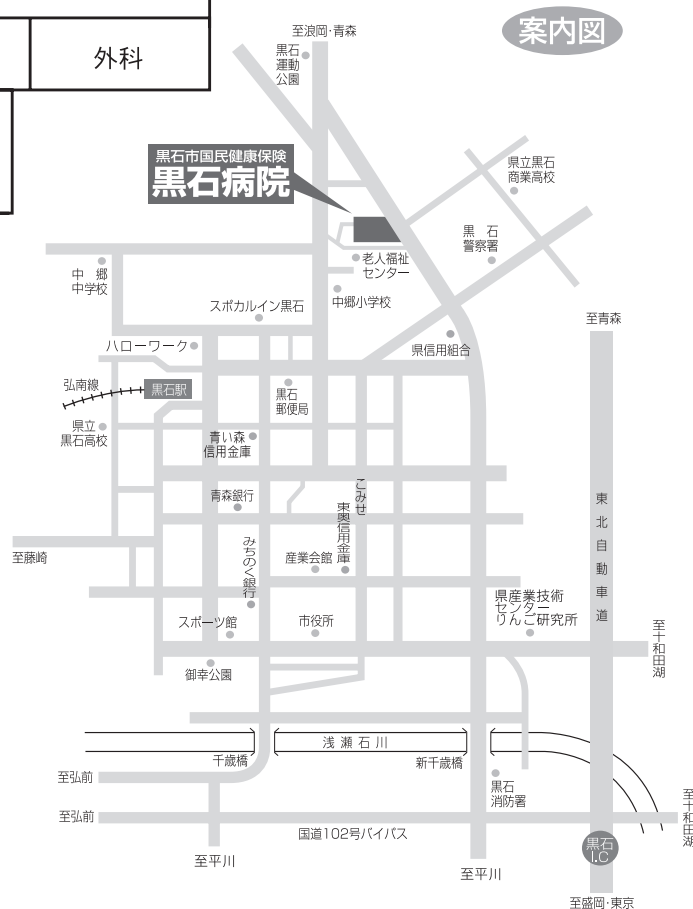 外科
案内図
至浪岡・青森
黒石
運動
公園
黒石市国民健康保険
黒石病院
県立黒石
商業高校
黒　石
警察署
老人福祉
センター
中　郷
中学校
中郷小学校
スポカルイン黒石
至青森
ハローワーク
県信用組合
弘南線
黒石駅
黒石
郵便局
県立
黒石高校
青い森
信用金庫
こみせ
青森銀行
東奥信用金庫
東北自動車道
みちのく銀行
産業会館
至藤崎
県産業技術
センター
りんご研究所
スポーツ館
市役所
至十和田湖
御幸公園
浅瀬石川
千歳橋
新千歳橋
至弘前
黒石
消防署
至十和田湖
至弘前
国道102号バイパス
黒石
I.C
至平川
至平川
至盛岡・東京